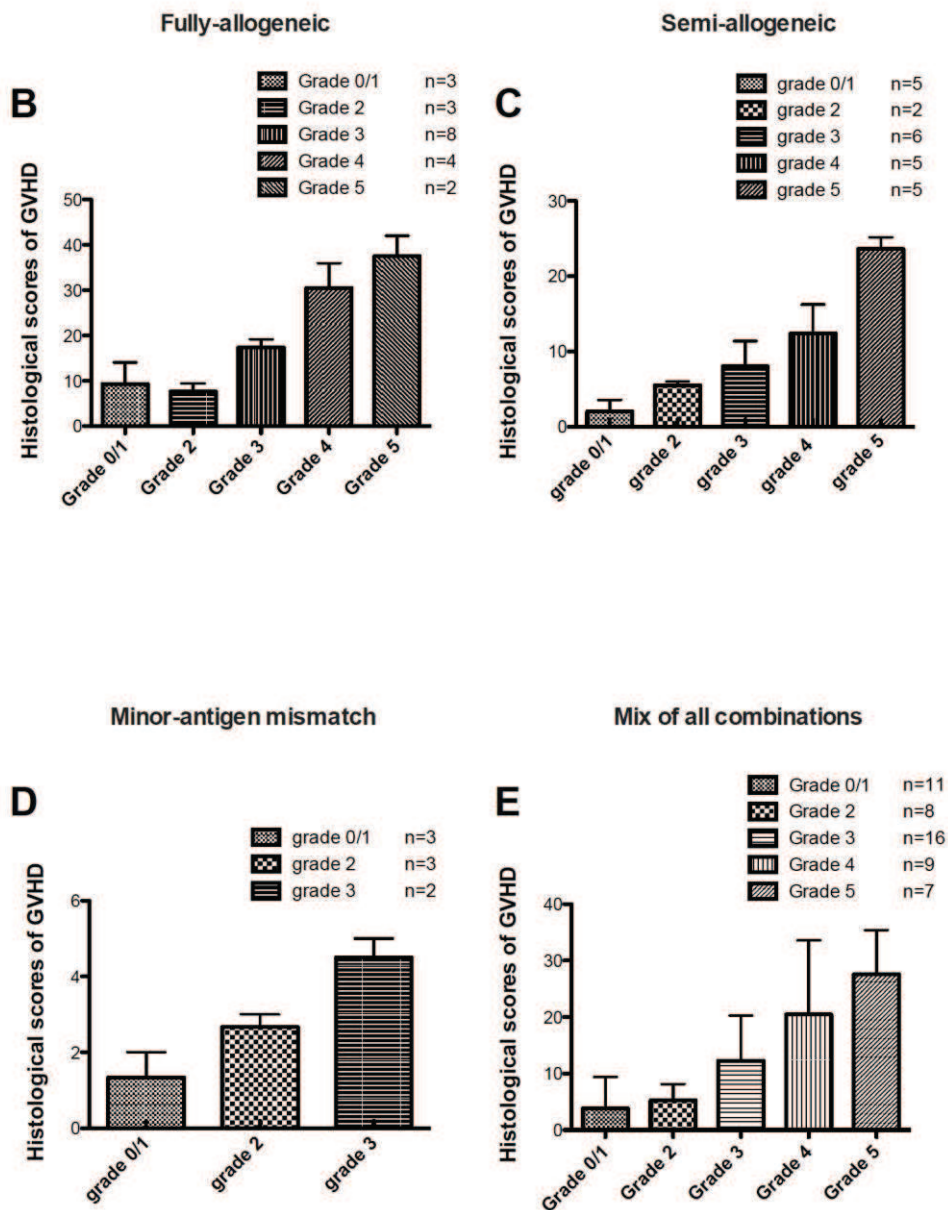 Fully-allogeneic
B
Grade 0/1 n=3
Grade 2 n=3
Grade 3 n=8
Grade 4 n=4
Grade 5 n=2
Histological scores of GVHD
50
40
30
20
10
0
Grade 0/1
Grade 2
Grade 3
Grade 4
Grade 5
Semi-allogeneic
C
grade 0/1 n=5
grade 2 n=2
grade 3 n=6
grade 4 n=5
grade 5 n=5
Histological scores of GVHD
30
20
10
0
grade 0/1
grade 2
grade 3
grade 4
grade 5
Minor-antigen mismatch
D
grade 0/1 n=3
grade 2 n=3
grade 3 n=2
Histological scores of GVHD
6
4
2
0
grade 0/1
grade 2
grade 3
Mix of all combinations
E
Grade 0/1 n=11
Grade 2 n=8
Grade 3 n=16
Grade 4 n=9
Grade 5 n=7
Histological scores of GVHD
40
30
20
10
0
Grade 0/1
Grade 2
Grade 3
Grade 4
Grade 5